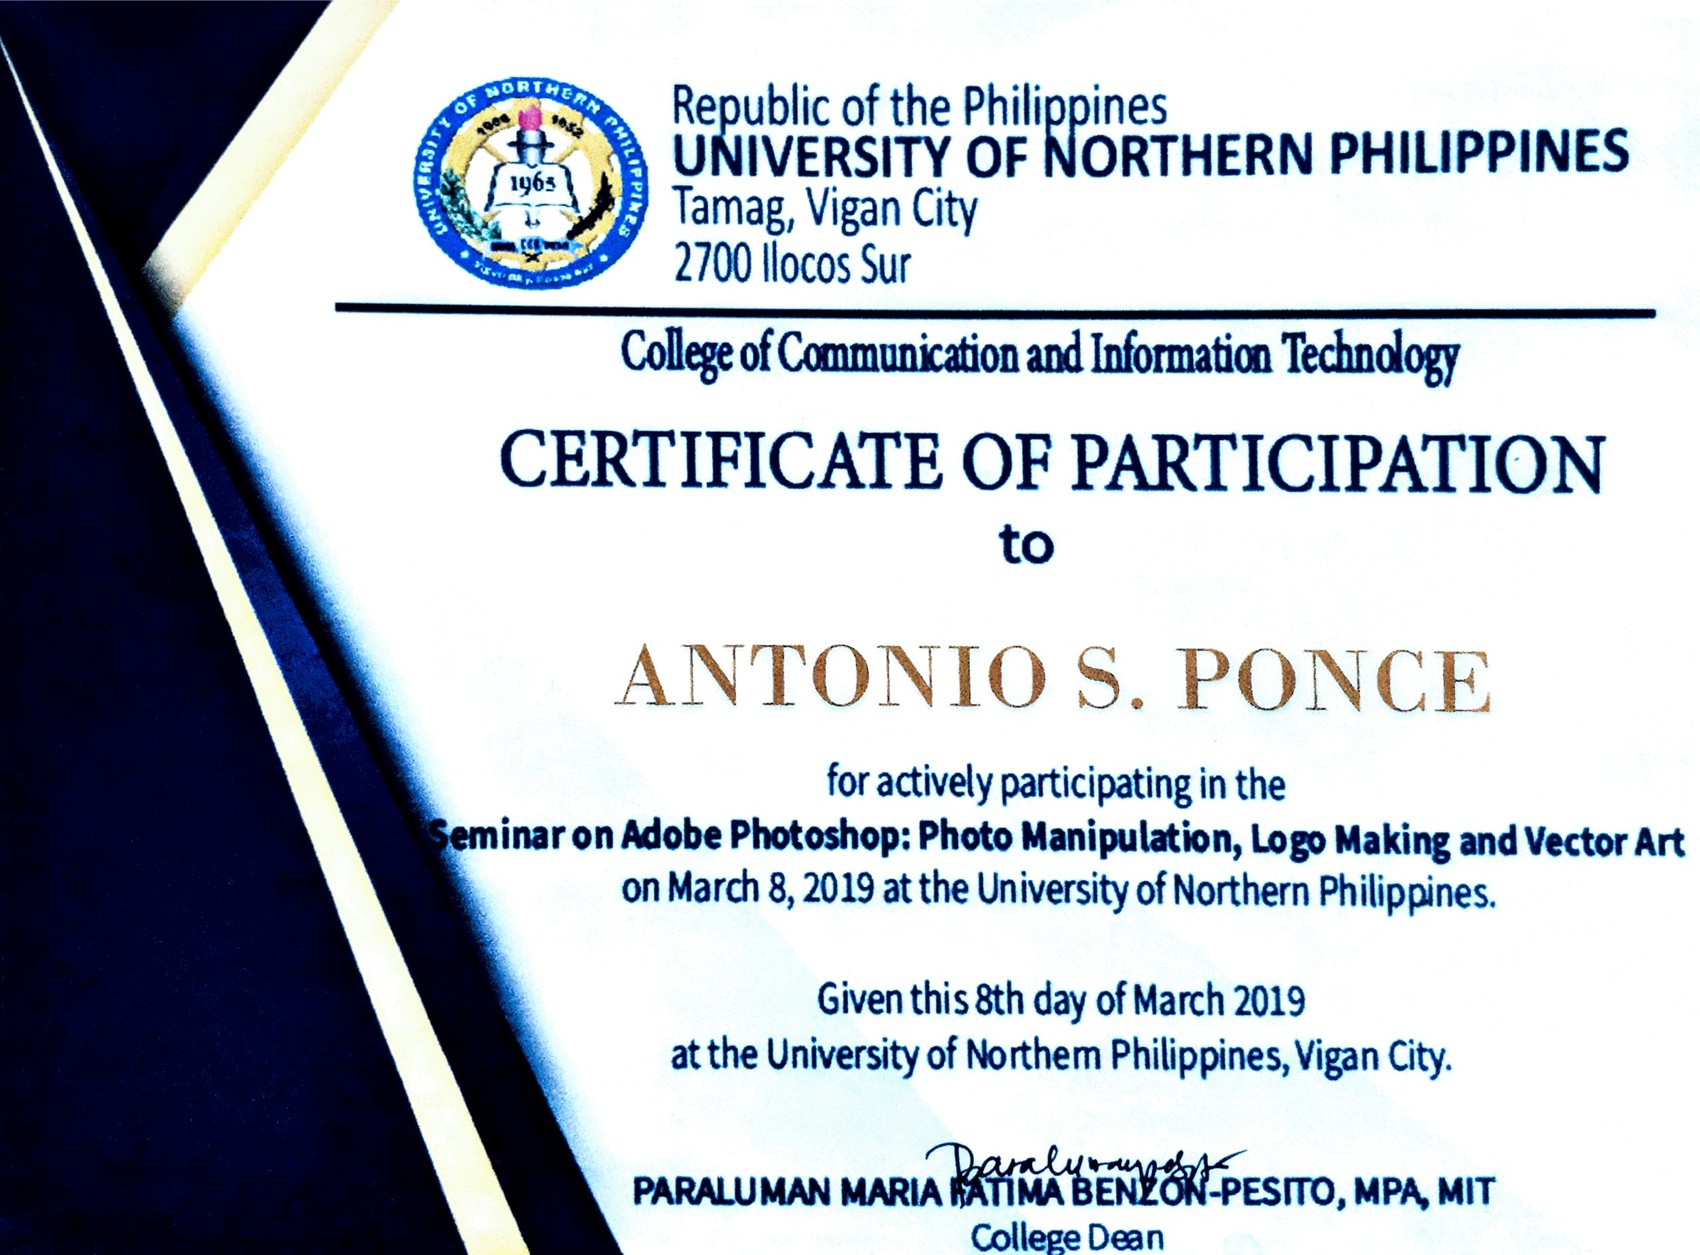 UNIVERSITY OF NORTHERN PHILIPPINES
1965
Republic of the Philippines
UNIVERSITY OF NORTHERN PHILIPPINES
Tamag, Vigan City
2700 Ilocos Sur
College of Communication and Information Technology
CERTIFICATE OF PARTICIPATION
to
ANTONIO S. PONCE
for actively participating in the
Seminar on Adobe Photoshop: Photo Manipulation, Logo Making and Vector Art
on March 8, 2019 at the University of Northern Philippines.
Given this 8th day of March 2019
at the University of Northern Philippines, Vigan City.
PARALUMAN MARIA FATIMA BENZON-PESITO, MPA, MIT
College Dean